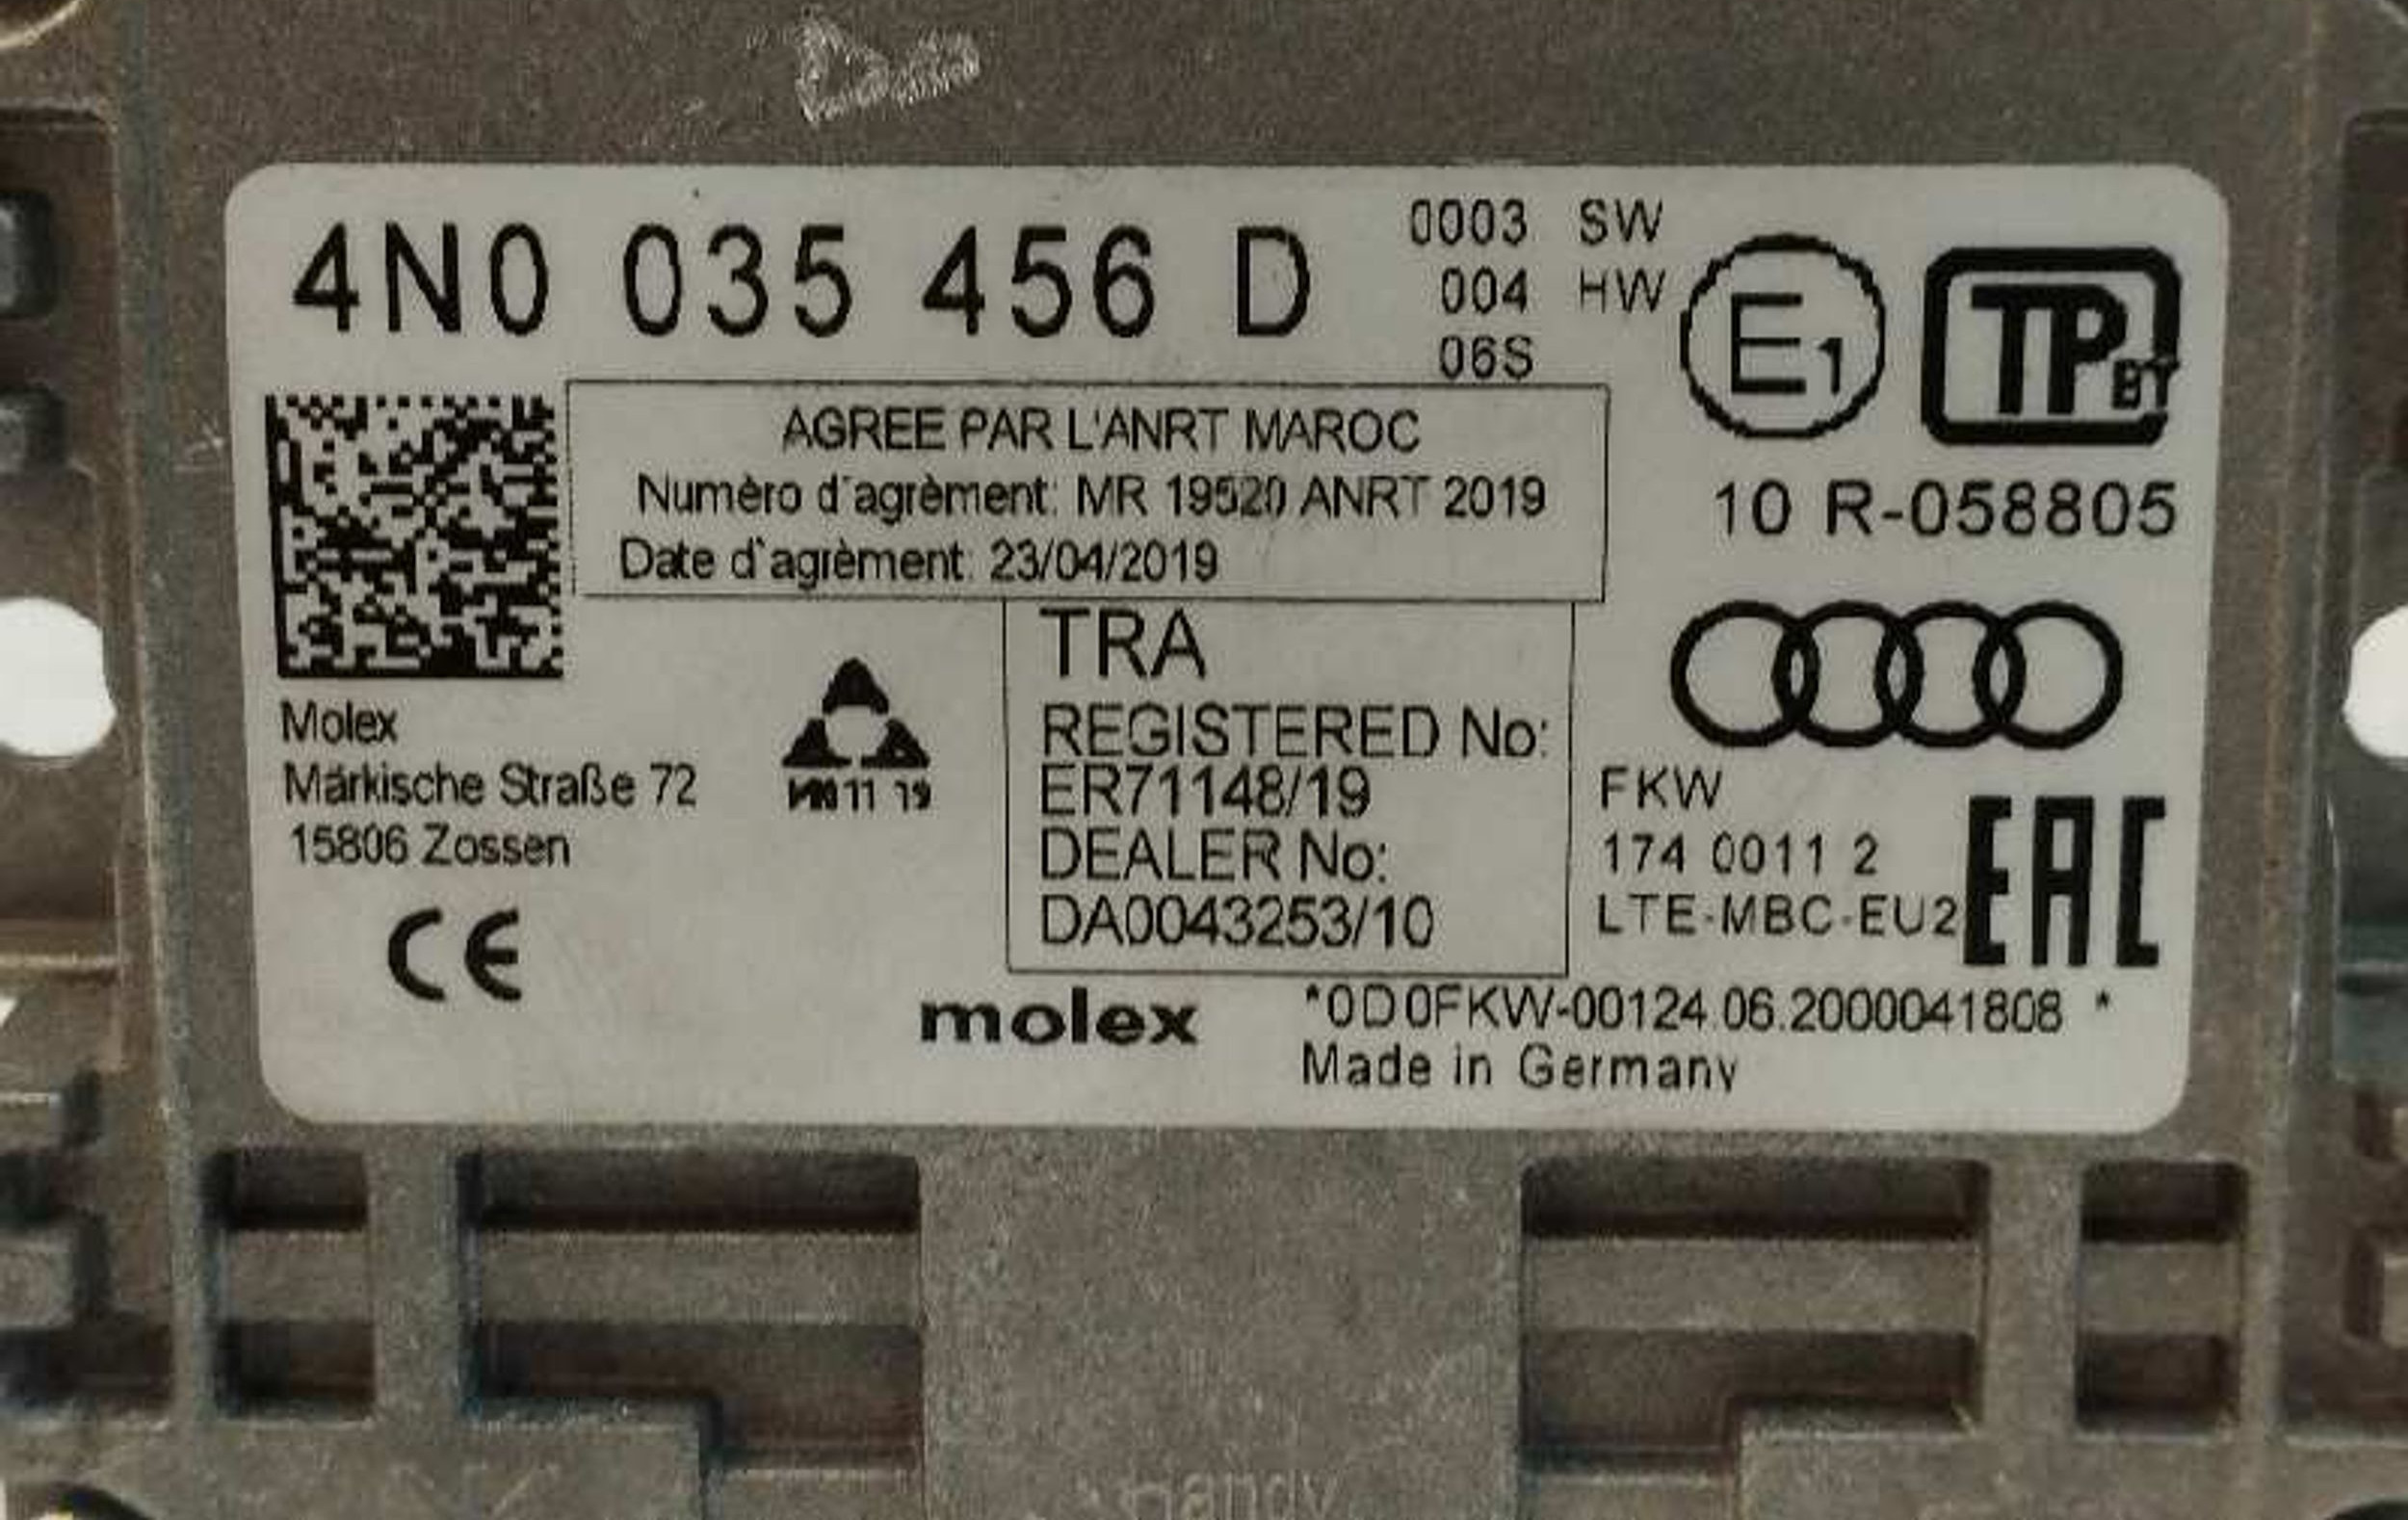 4N0 035 456 D
0003 SW
004 HW
06S
E1
TP BY
10 R-058805
AGREE PAR L'ANRT MAROC
Numèro d'agrèment: MR 19520 ANRT 2019
Date d`agrèment: 23/04/2019
TRA
REGISTERED No:
ER71148/19
DEALER No:
DA0043253/10
Molex
Märkische Straße 72
15806 Zossen
11 19
CE
FKW
174 0011 2
LTE-MBC-EU2
EAC
molex
*0D0FKW-00124.06.2000041808 *
Made in Germany
Handy